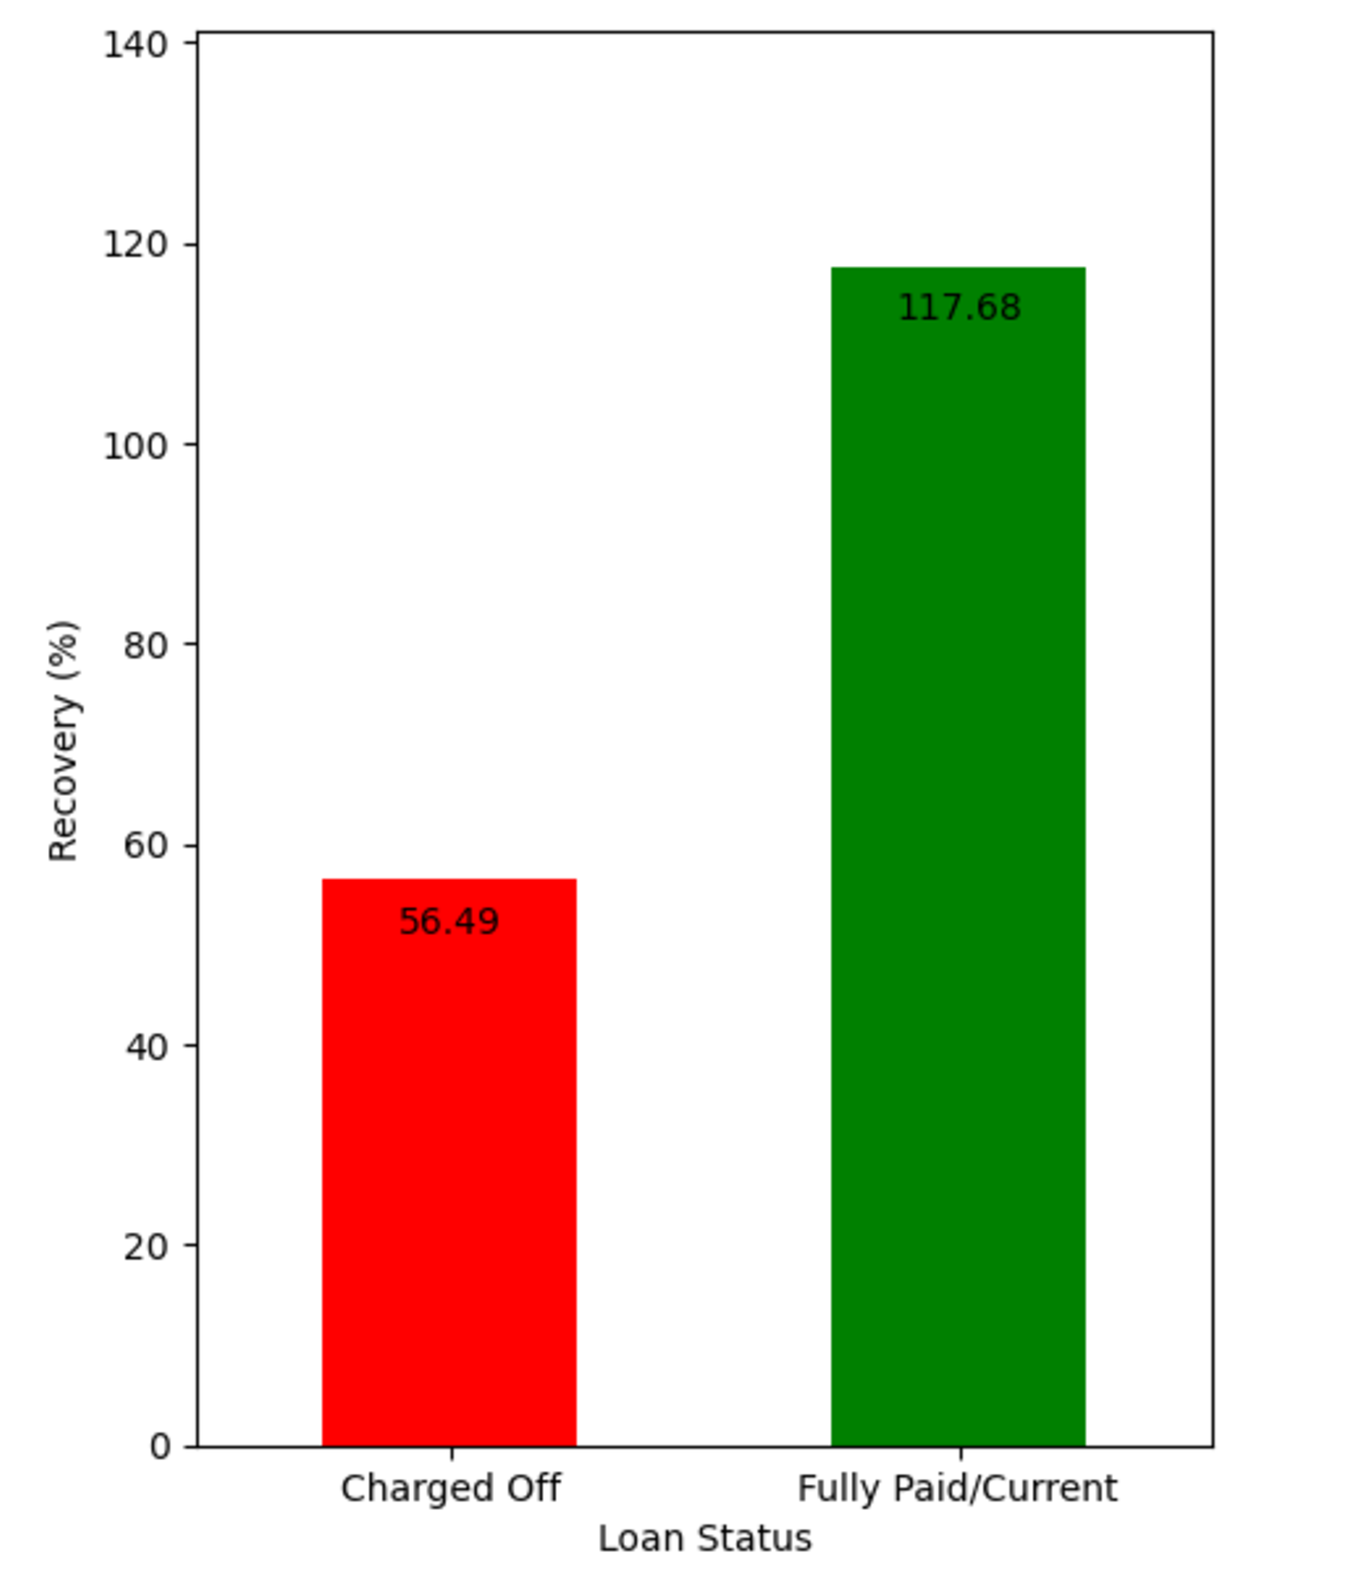 140
120
100
80
60
40
20
0
Recovery (%)
117.68
56.49
Charged Off
Fully Paid/Current
Loan Status